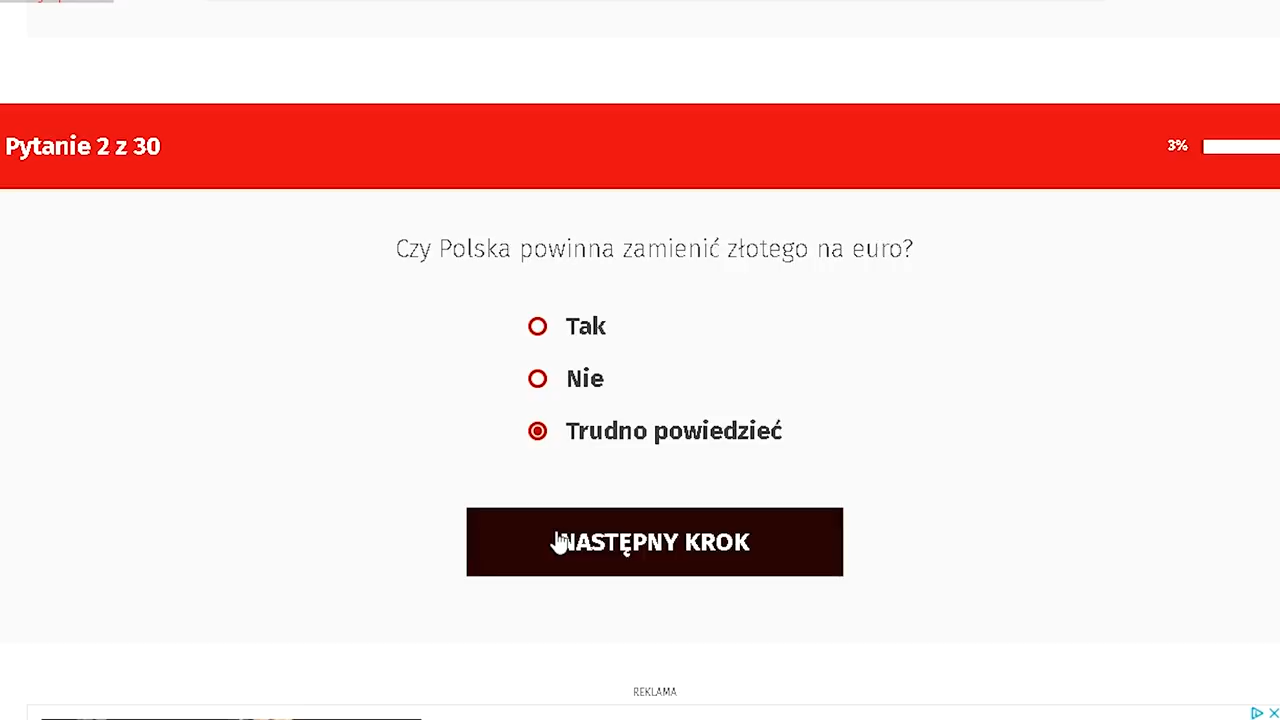 Pytanie 2 z 30
3%
Czy Polska powinna zamienić złotego na euro?
Tak
Nie
Trudno powiedzieć
NASTĘPNY KROK
REKLAMA